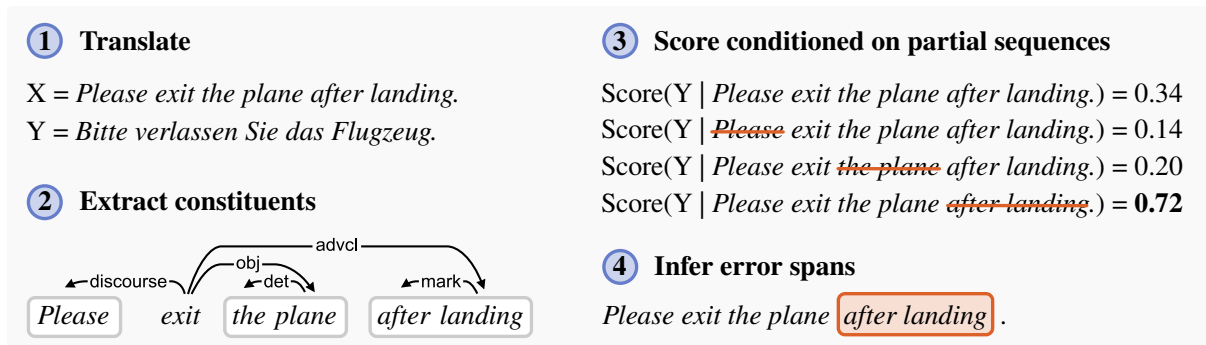 1 Translate
X = Please exit the plane after landing.
Y = Bitte verlassen Sie das Flugzeug.
2 Extract constituents
advcl
obj
discourse det mark
Please exit the plane after landing
3 Score conditioned on partial sequences
Score(Y | Please exit the plane after landing.) = 0.34
Score(Y | Please exit the plane after landing.) = 0.14
Score(Y | Please exit the plane after landing.) = 0.20
Score(Y | Please exit the plane after landing.) = 0.72
4 Infer error spans
Please exit the plane after landing .